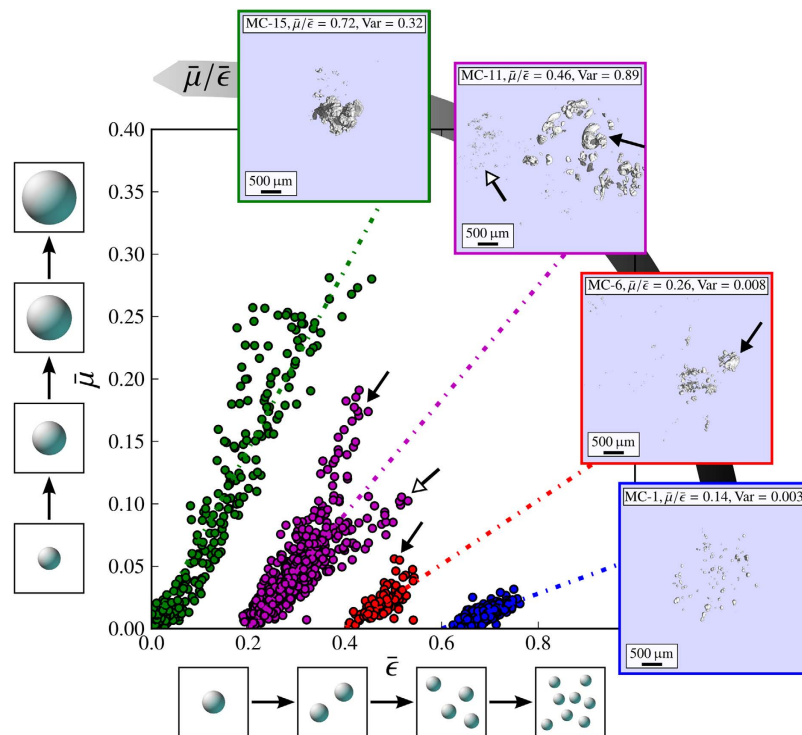 μ̄/ε̄
MC-15, μ̄/ε̄ = 0.72, Var = 0.32
500 μm
MC-11, μ̄/ε̄ = 0.46, Var = 0.89
500 μm
MC-6, μ̄/ε̄ = 0.26, Var = 0.008
500 μm
MC-1, μ̄/ε̄ = 0.14, Var = 0.003
500 μm
0.40
0.35
0.30
0.25
0.20
0.15
0.10
0.05
0.00
μ̄
0.0 0.2 0.4 0.6 0.8
ε̄